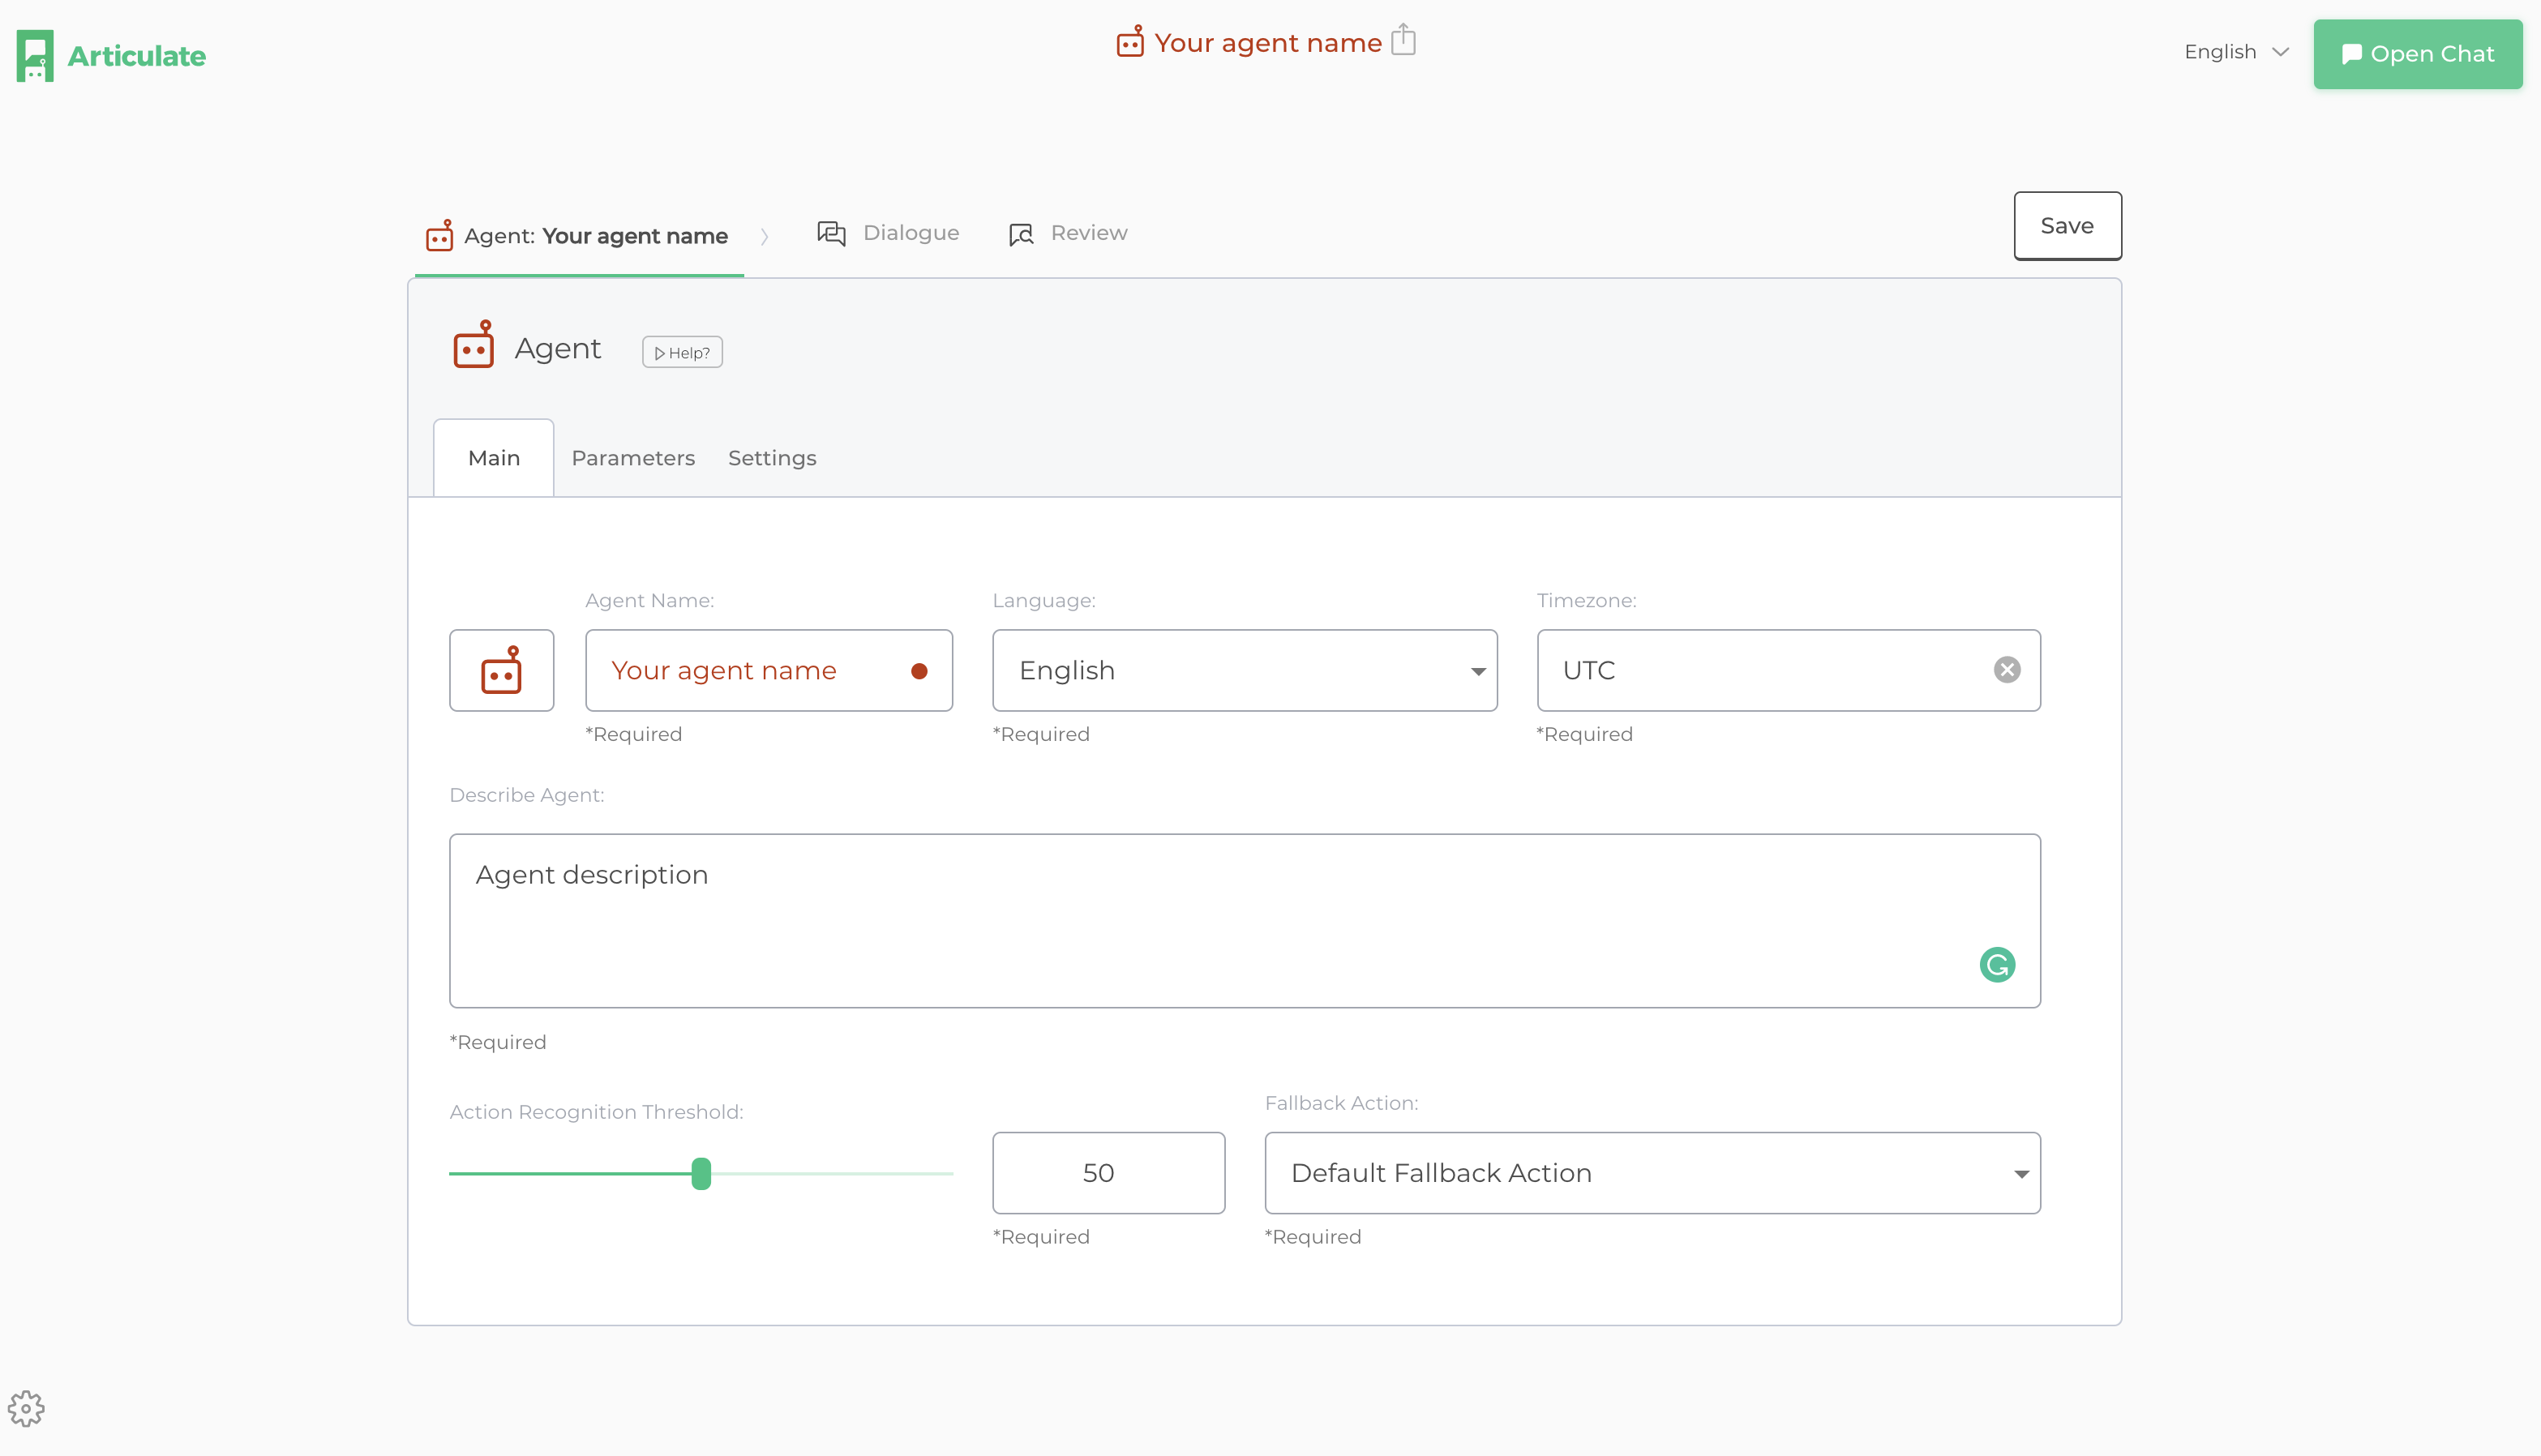 Articulate
Your agent name
English
Open Chat
Agent: Your agent name
Dialogue
Review
Save
Agent
Help?
Main
Parameters
Settings
Agent Name:
Language:
Timezone:
Your agent name
English
UTC
*Required
*Required
*Required
Describe Agent:
Agent description
*Required
Action Recognition Threshold:
Fallback Action:
50
Default Fallback Action
*Required
*Required